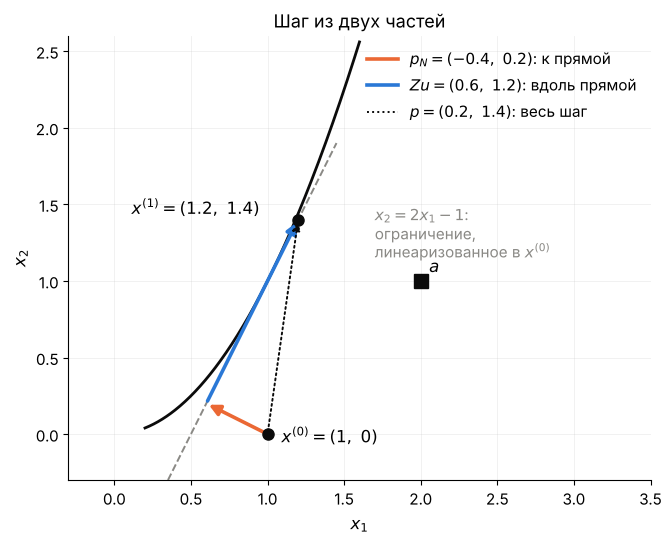 Шаг из двух частей
p_N = (−0.4, 0.2): к прямой
Zu = (0.6, 1.2): вдоль прямой
p = (0.2, 1.4): весь шаг
x^(1) = (1.2, 1.4)
x_2 = 2x_1 − 1:
ограничение,
линеаризованное в x^(0)
a
x^(0) = (1, 0)
x_2
2.5
2.0
1.5
1.0
0.5
0.0
0.0 0.5 1.0 1.5 2.0 2.5 3.0 3.5
x_1